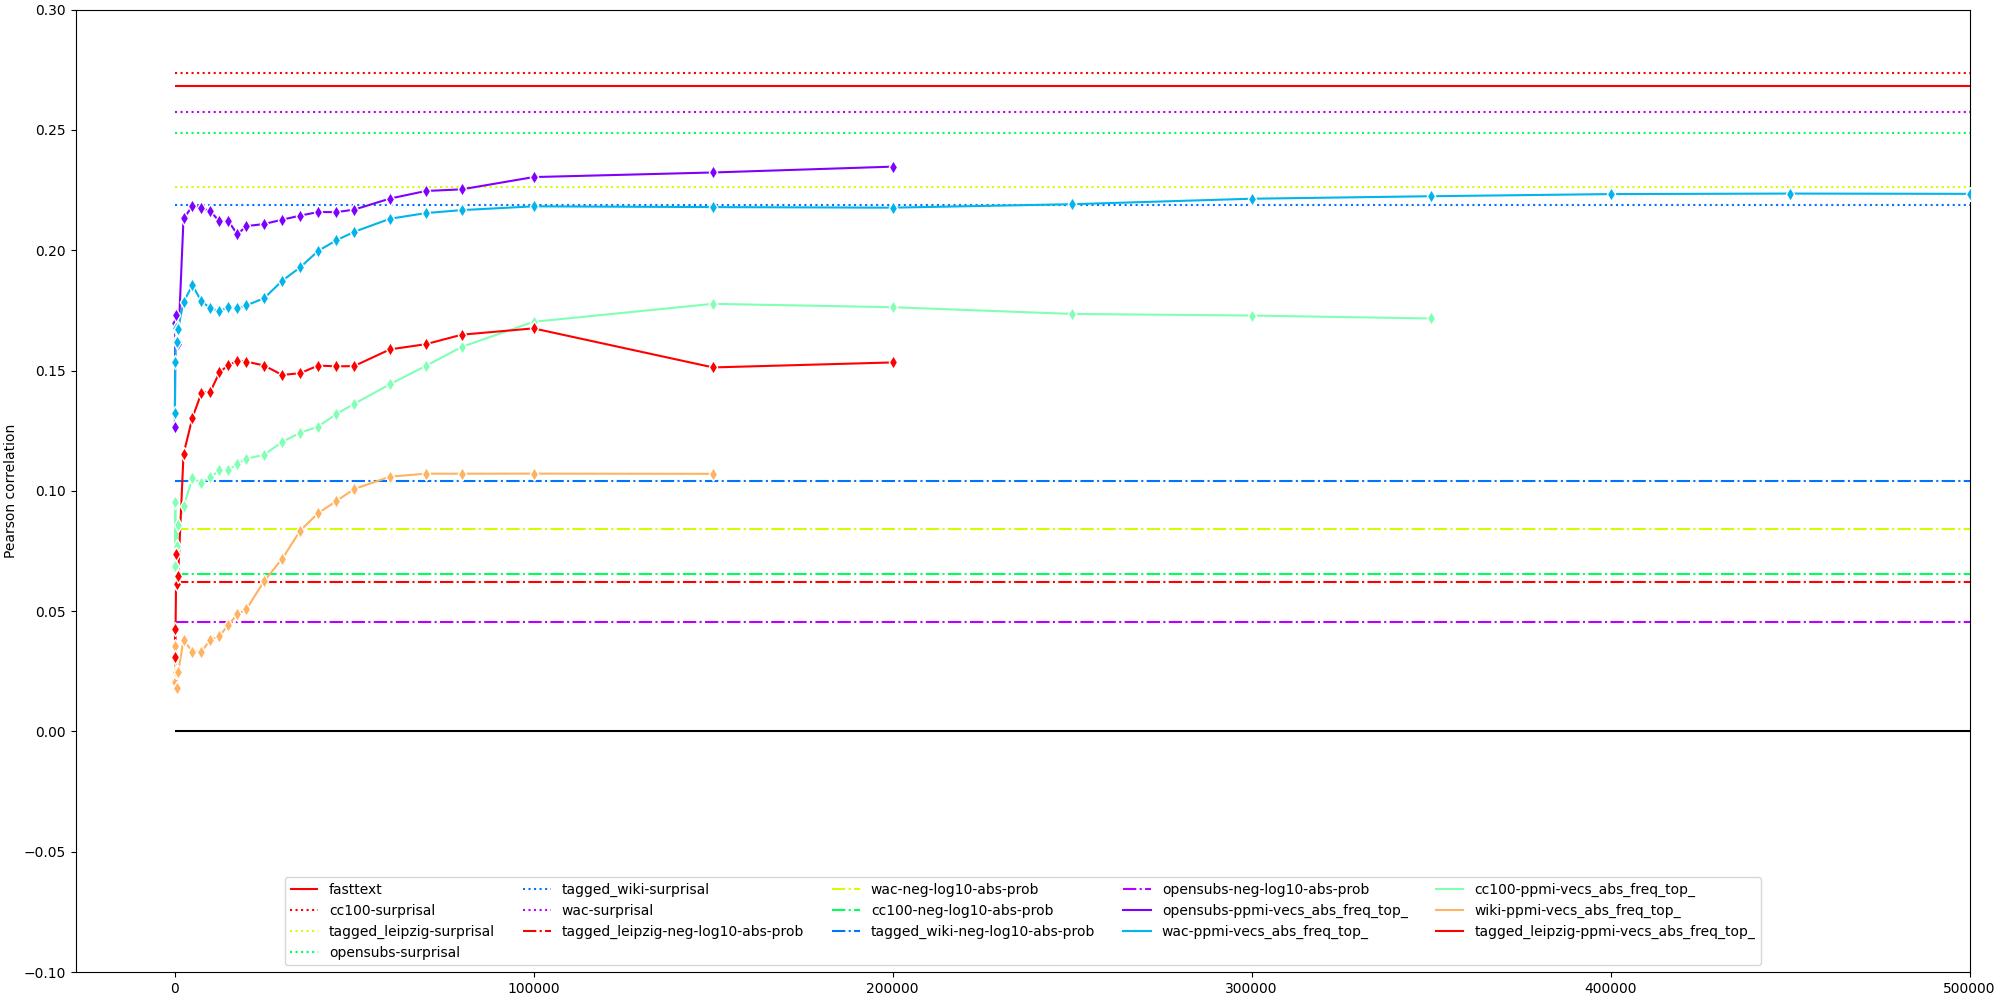 0.30
0.25
0.20
0.15
0.10
0.05
0.00
−0.05
−0.10
Pearson correlation
fasttext
cc100-surprisal
tagged_leipzig-surprisal
opensubs-surprisal
tagged_wiki-surprisal
wac-surprisal
tagged_leipzig-neg-log10-abs-prob
wac-neg-log10-abs-prob
cc100-neg-log10-abs-prob
tagged_wiki-neg-log10-abs-prob
opensubs-neg-log10-abs-prob
opensubs-ppmi-vecs_abs_freq_top_
wac-ppmi-vecs_abs_freq_top_
cc100-ppmi-vecs_abs_freq_top_
wiki-ppmi-vecs_abs_freq_top_
tagged_leipzig-ppmi-vecs_abs_freq_top_
0 100000 200000 300000 400000 500000